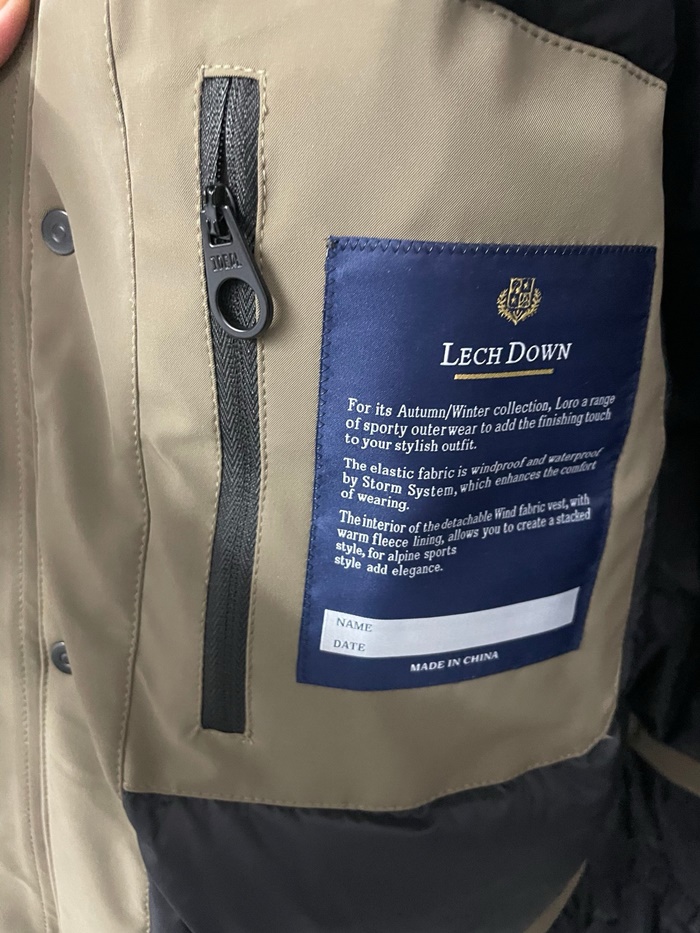 IDEAL
LECH DOWN
For its Autumn/Winter collection, Loro a range
of sporty outerwear to add the finishing touch
to your stylish outfit.
The elastic fabric is windproof and waterproof
by Storm System, which enhances the comfort
of wearing.
The interior of the detachable Wind fabric vest, with
warm fleece lining, allows you to create a stacked
style, for alpine sports
style add elegance.
NAME
DATE
MADE IN CHINA